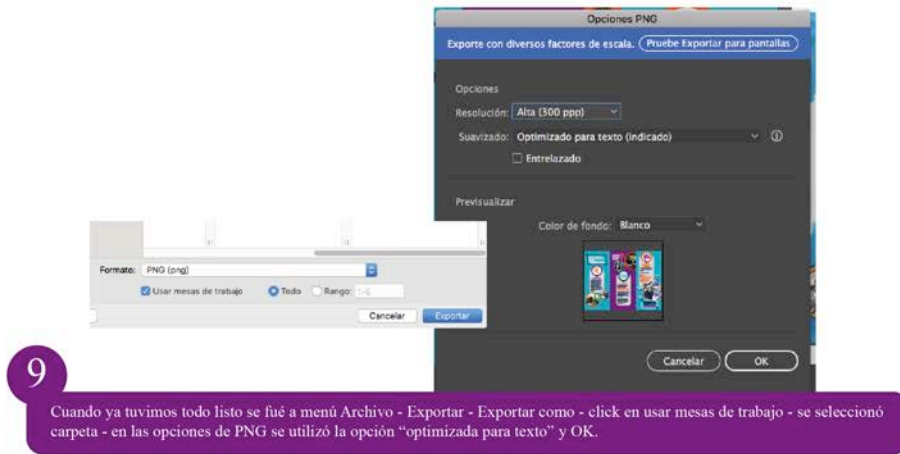 Opciones PNG
Exporte con diversos factores de escala. Pruebe Exportar para pantallas
Opciones
Resolución: Alta (300 ppp)
Suavizado: Optimizado para texto (indicado)
Entrelazado
Previsualizar
Color de fondo: Blanco
Cancelar OK
Formato: PNG (png)
Usar mesas de trabajo Todo Rango: 1-6
Cancelar Exportar
9
Cuando ya tuvimos todo listo se fué a menú Archivo - Exportar - Exportar como - click en usar mesas de trabajo - se seleccionó
carpeta - en las opciones de PNG se utilizó la opción “optimizada para texto” y OK.